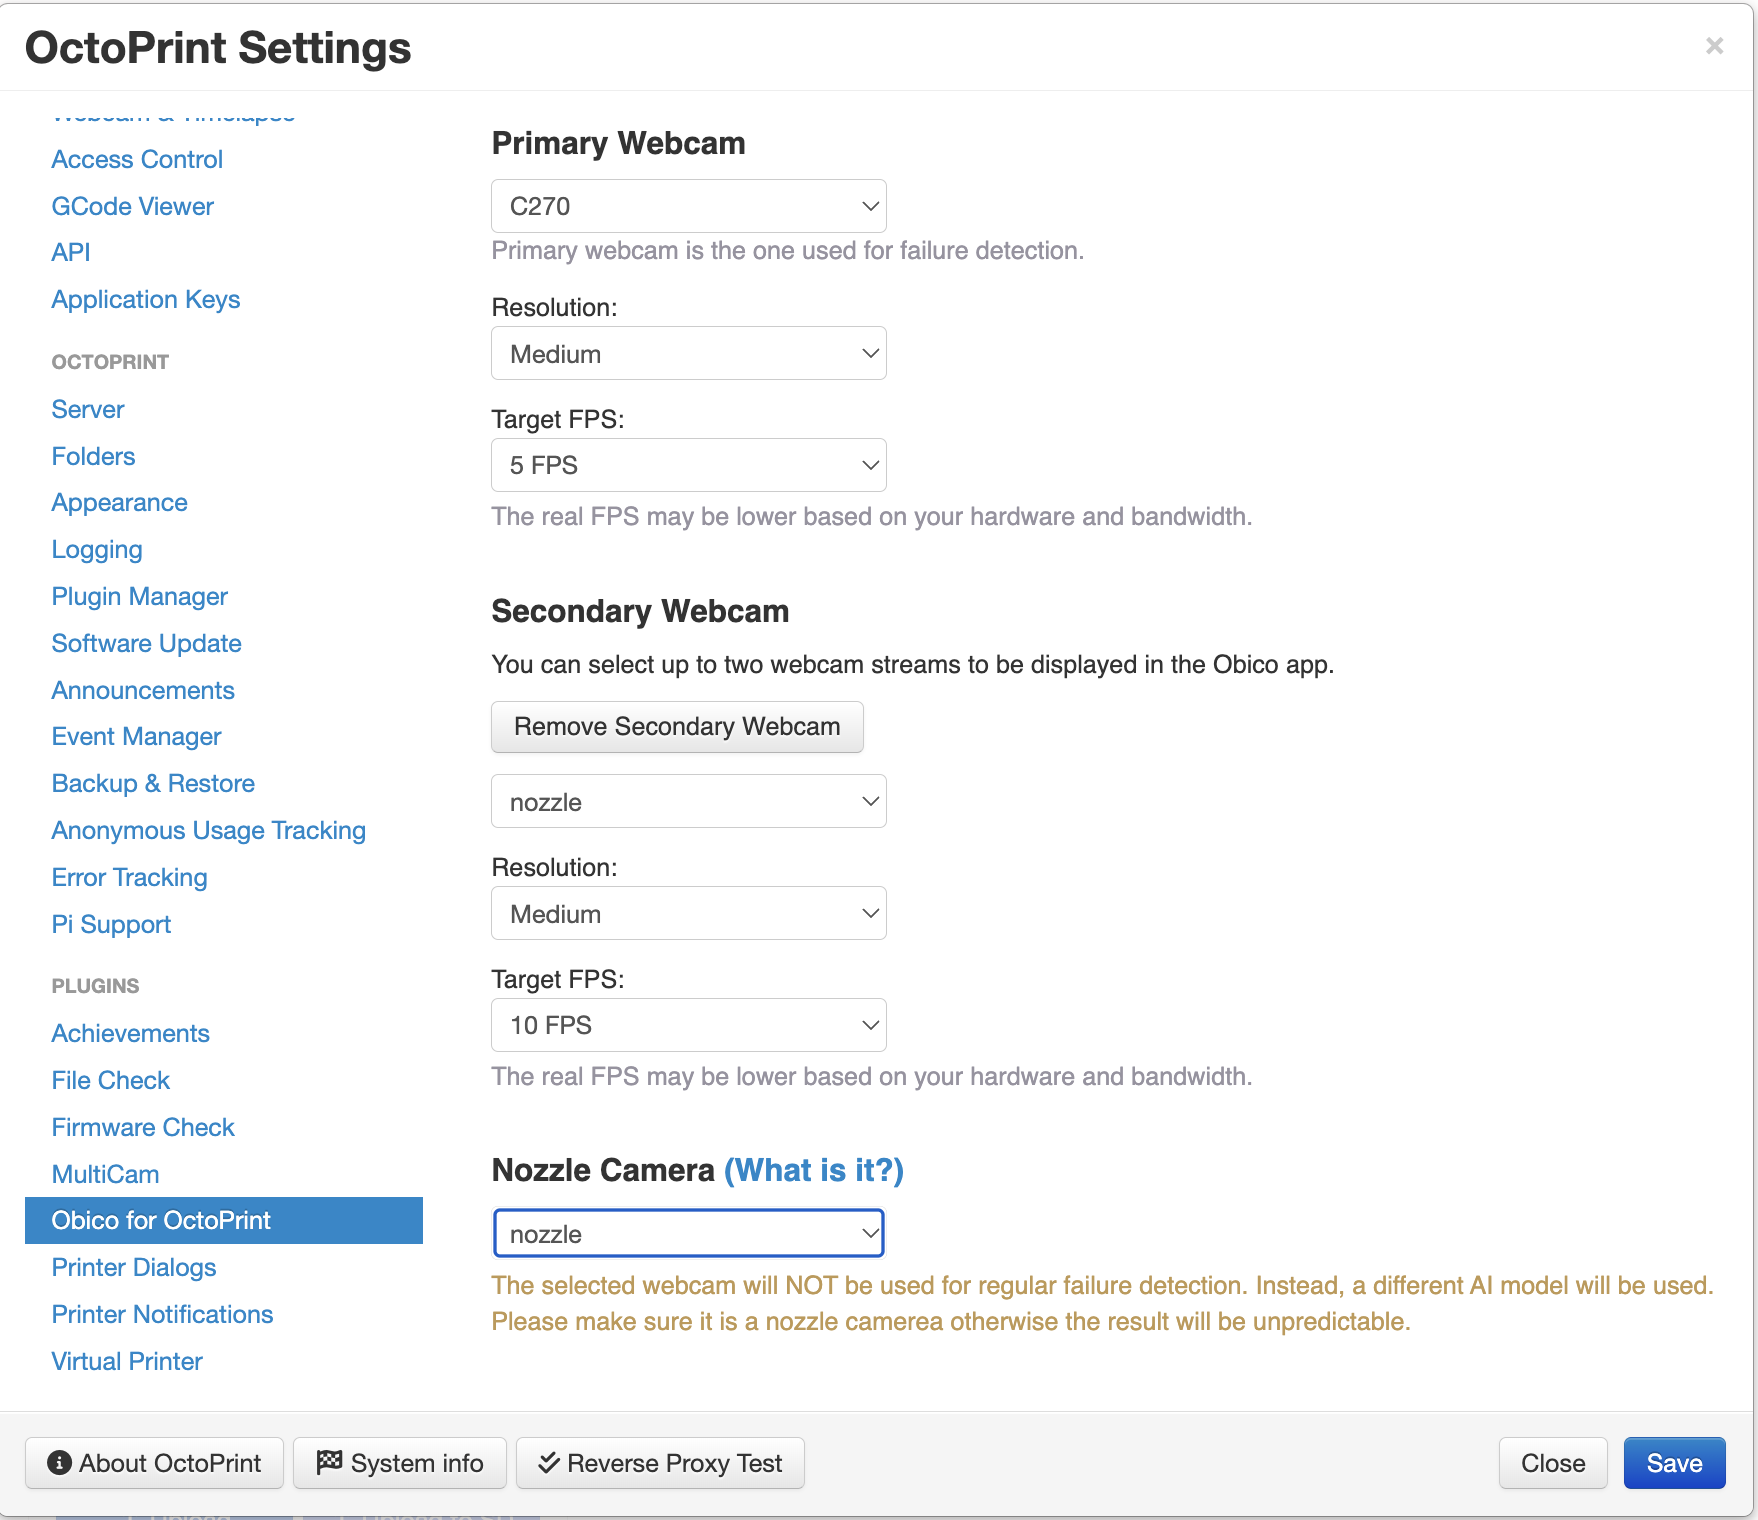 OctoPrint Settings
×
Webcam & Timelapse
Access Control
GCode Viewer
API
Application Keys
OCTOPRINT
Server
Folders
Appearance
Logging
Plugin Manager
Software Update
Announcements
Event Manager
Backup & Restore
Anonymous Usage Tracking
Error Tracking
Pi Support
PLUGINS
Achievements
File Check
Firmware Check
MultiCam
Obico for OctoPrint
Printer Dialogs
Printer Notifications
Virtual Printer
Primary Webcam
C270
Primary webcam is the one used for failure detection.
Resolution:
Medium
Target FPS:
5 FPS
The real FPS may be lower based on your hardware and bandwidth.
Secondary Webcam
You can select up to two webcam streams to be displayed in the Obico app.
Remove Secondary Webcam
nozzle
Resolution:
Medium
Target FPS:
10 FPS
The real FPS may be lower based on your hardware and bandwidth.
Nozzle Camera (What is it?)
nozzle
The selected webcam will NOT be used for regular failure detection. Instead, a different AI model will be used.
Please make sure it is a nozzle camerea otherwise the result will be unpredictable.
About OctoPrint
System info
Reverse Proxy Test
Close
Save